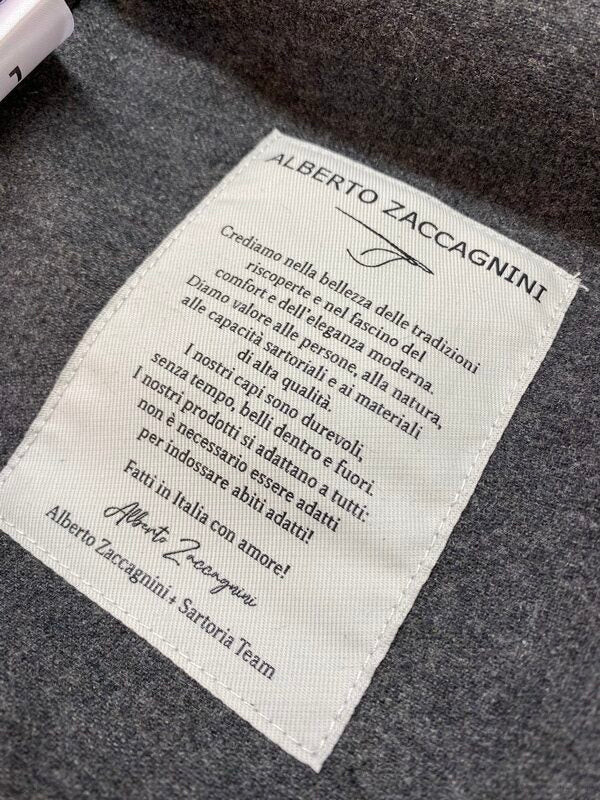 ALBERTO ZACCAGNINI
Crediamo nella bellezza delle tradizioni
riscoperte e nel fascino del
comfort e dell'eleganza moderna.
Diamo valore alle persone, alla natura,
alle capacità sartoriali e ai materiali
di alta qualità.
I nostri capi sono durevoli,
senza tempo, belli dentro e fuori.
I nostri prodotti si adattano a tutti:
non è necessario essere adatti
per indossare abiti adatti!
Fatti in Italia con amore!
Alberto Zaccagnini
Alberto Zaccagnini + Sartoria Team